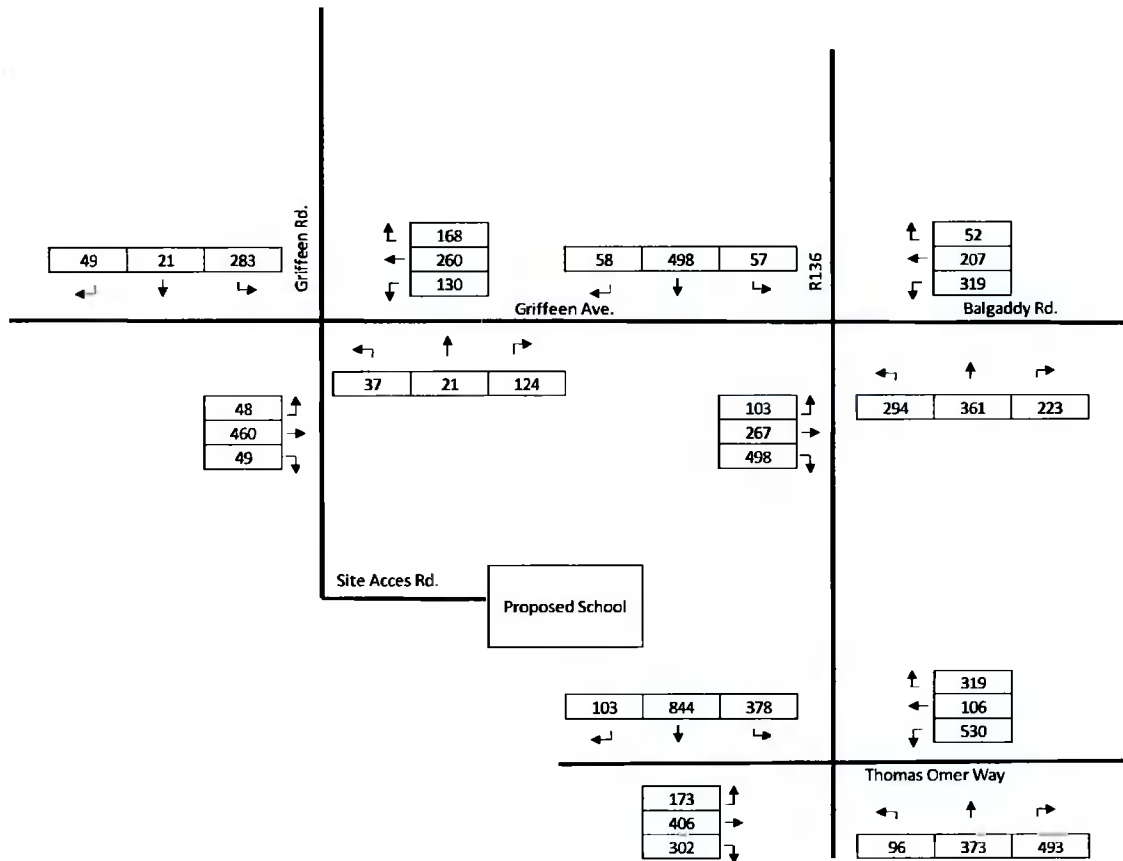 Griffeen Rd.
R136
168
52
49 21 283
260
58 498 57
207
130
319
Griffeen Ave.
Balgaddy Rd.
37 21 124
48
103
294 361 223
460
267
49
498
Site Acces Rd.
Proposed School
319
103 844 378
106
530
Thomas Omer Way
173
406
302
96 373 493